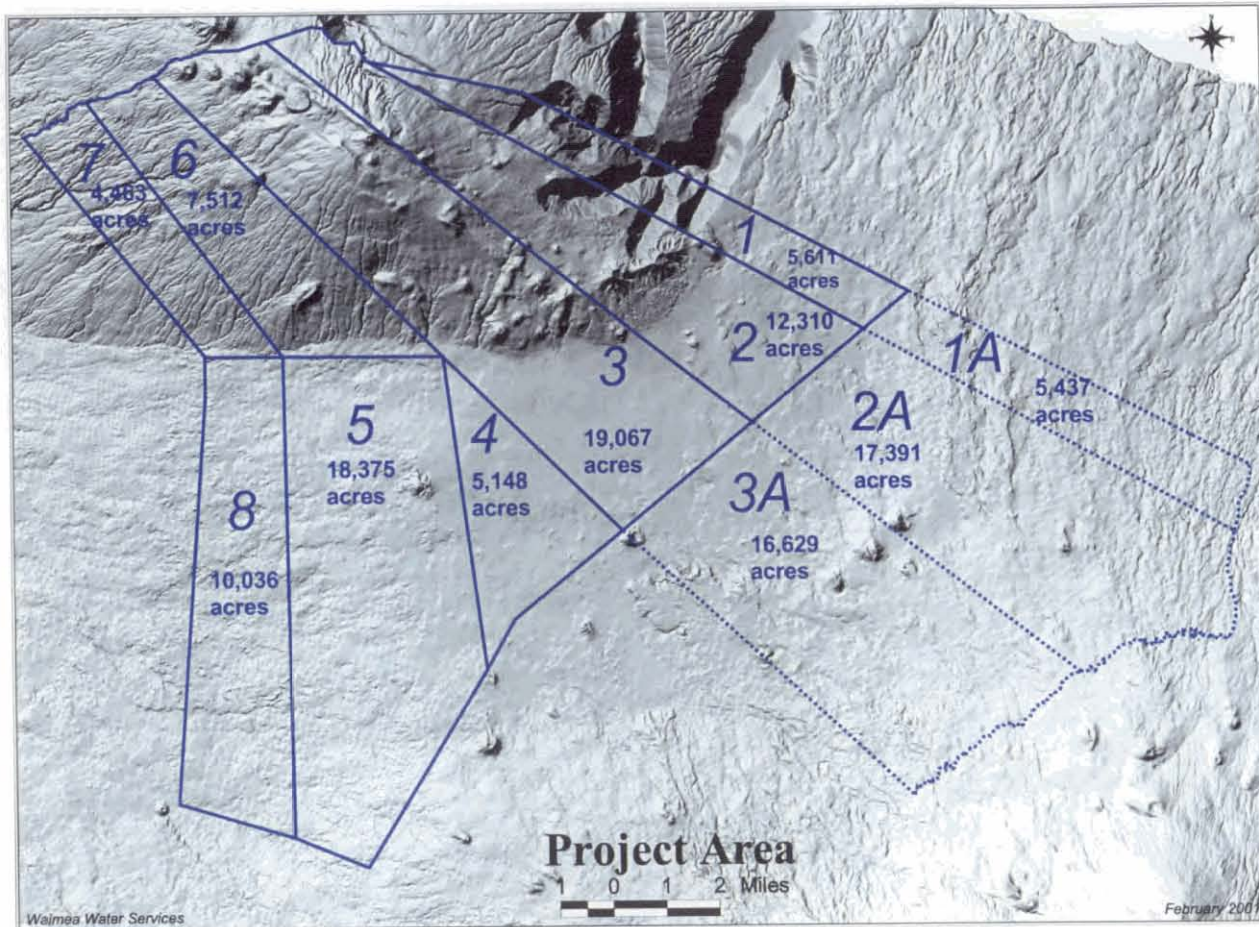 7
4,463
acres
6
7,512
acres
1
5,611
acres
2
12,310
acres
1A
5,437
acres
3
19,067
acres
2A
17,391
acres
5
18,375
acres
4
5,148
acres
3A
16,629
acres
8
10,036
acres
Project Area
1 0 1 2 Miles
Waimea Water Services
February 2001